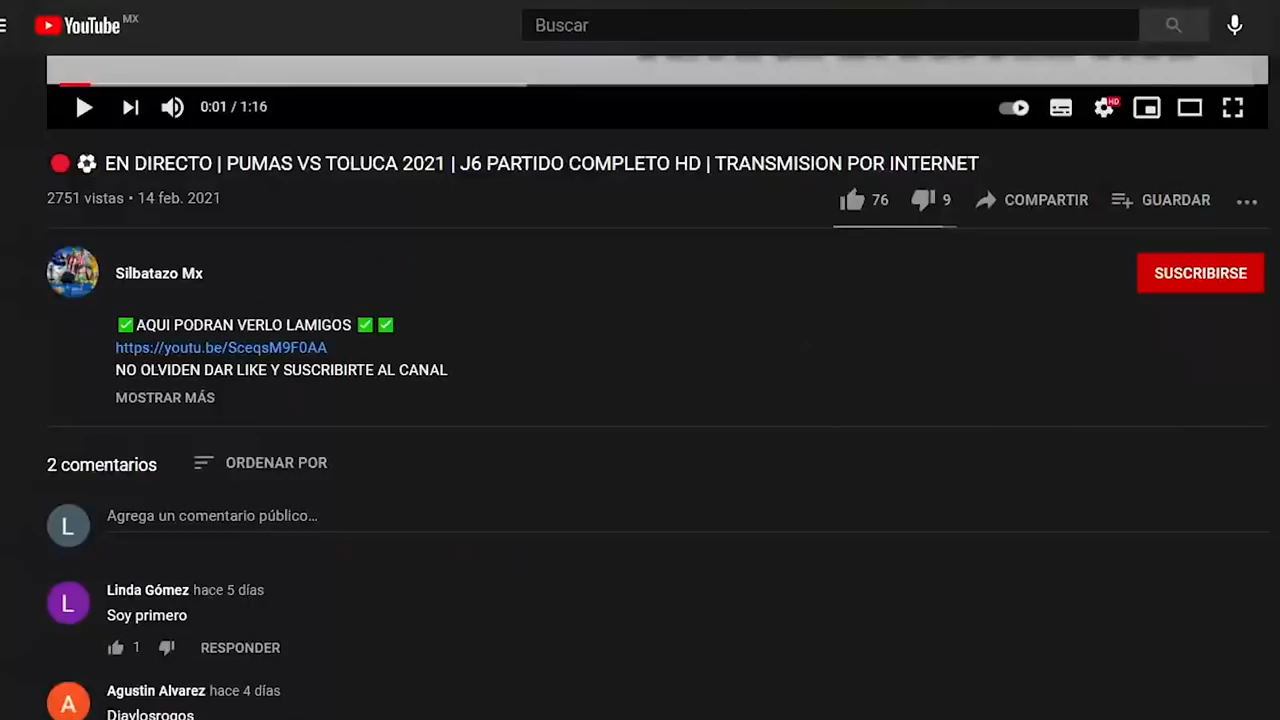 YouTube MX
Buscar
0:01 / 1:16
HD
EN DIRECTO | PUMAS VS TOLUCA 2021 | J6 PARTIDO COMPLETO HD | TRANSMISION POR INTERNET
2751 vistas • 14 feb. 2021
76
9
COMPARTIR
GUARDAR
Silbatazo Mx
SUSCRIBIRSE
✅AQUI PODRAN VERLO LAMIGOS ✅ ✅
https://youtu.be/SceqsM9F0AA
NO OLVIDEN DAR LIKE Y SUSCRIBIRTE AL CANAL
MOSTRAR MÁS
2 comentarios
ORDENAR POR
L
Agrega un comentario público...
L
Linda Gómez hace 5 días
Soy primero
1
RESPONDER
A
Agustin Alvarez hace 4 días
Diaylosrogos